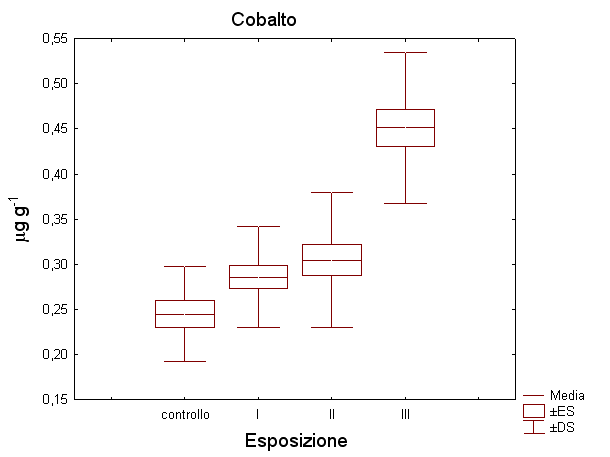 Cobalto
0,55
0,50
0,45
0,40
0,35
0,30
0,25
0,20
0,15
µg g-1
controllo I II III
Esposizione
Media
±ES
±DS